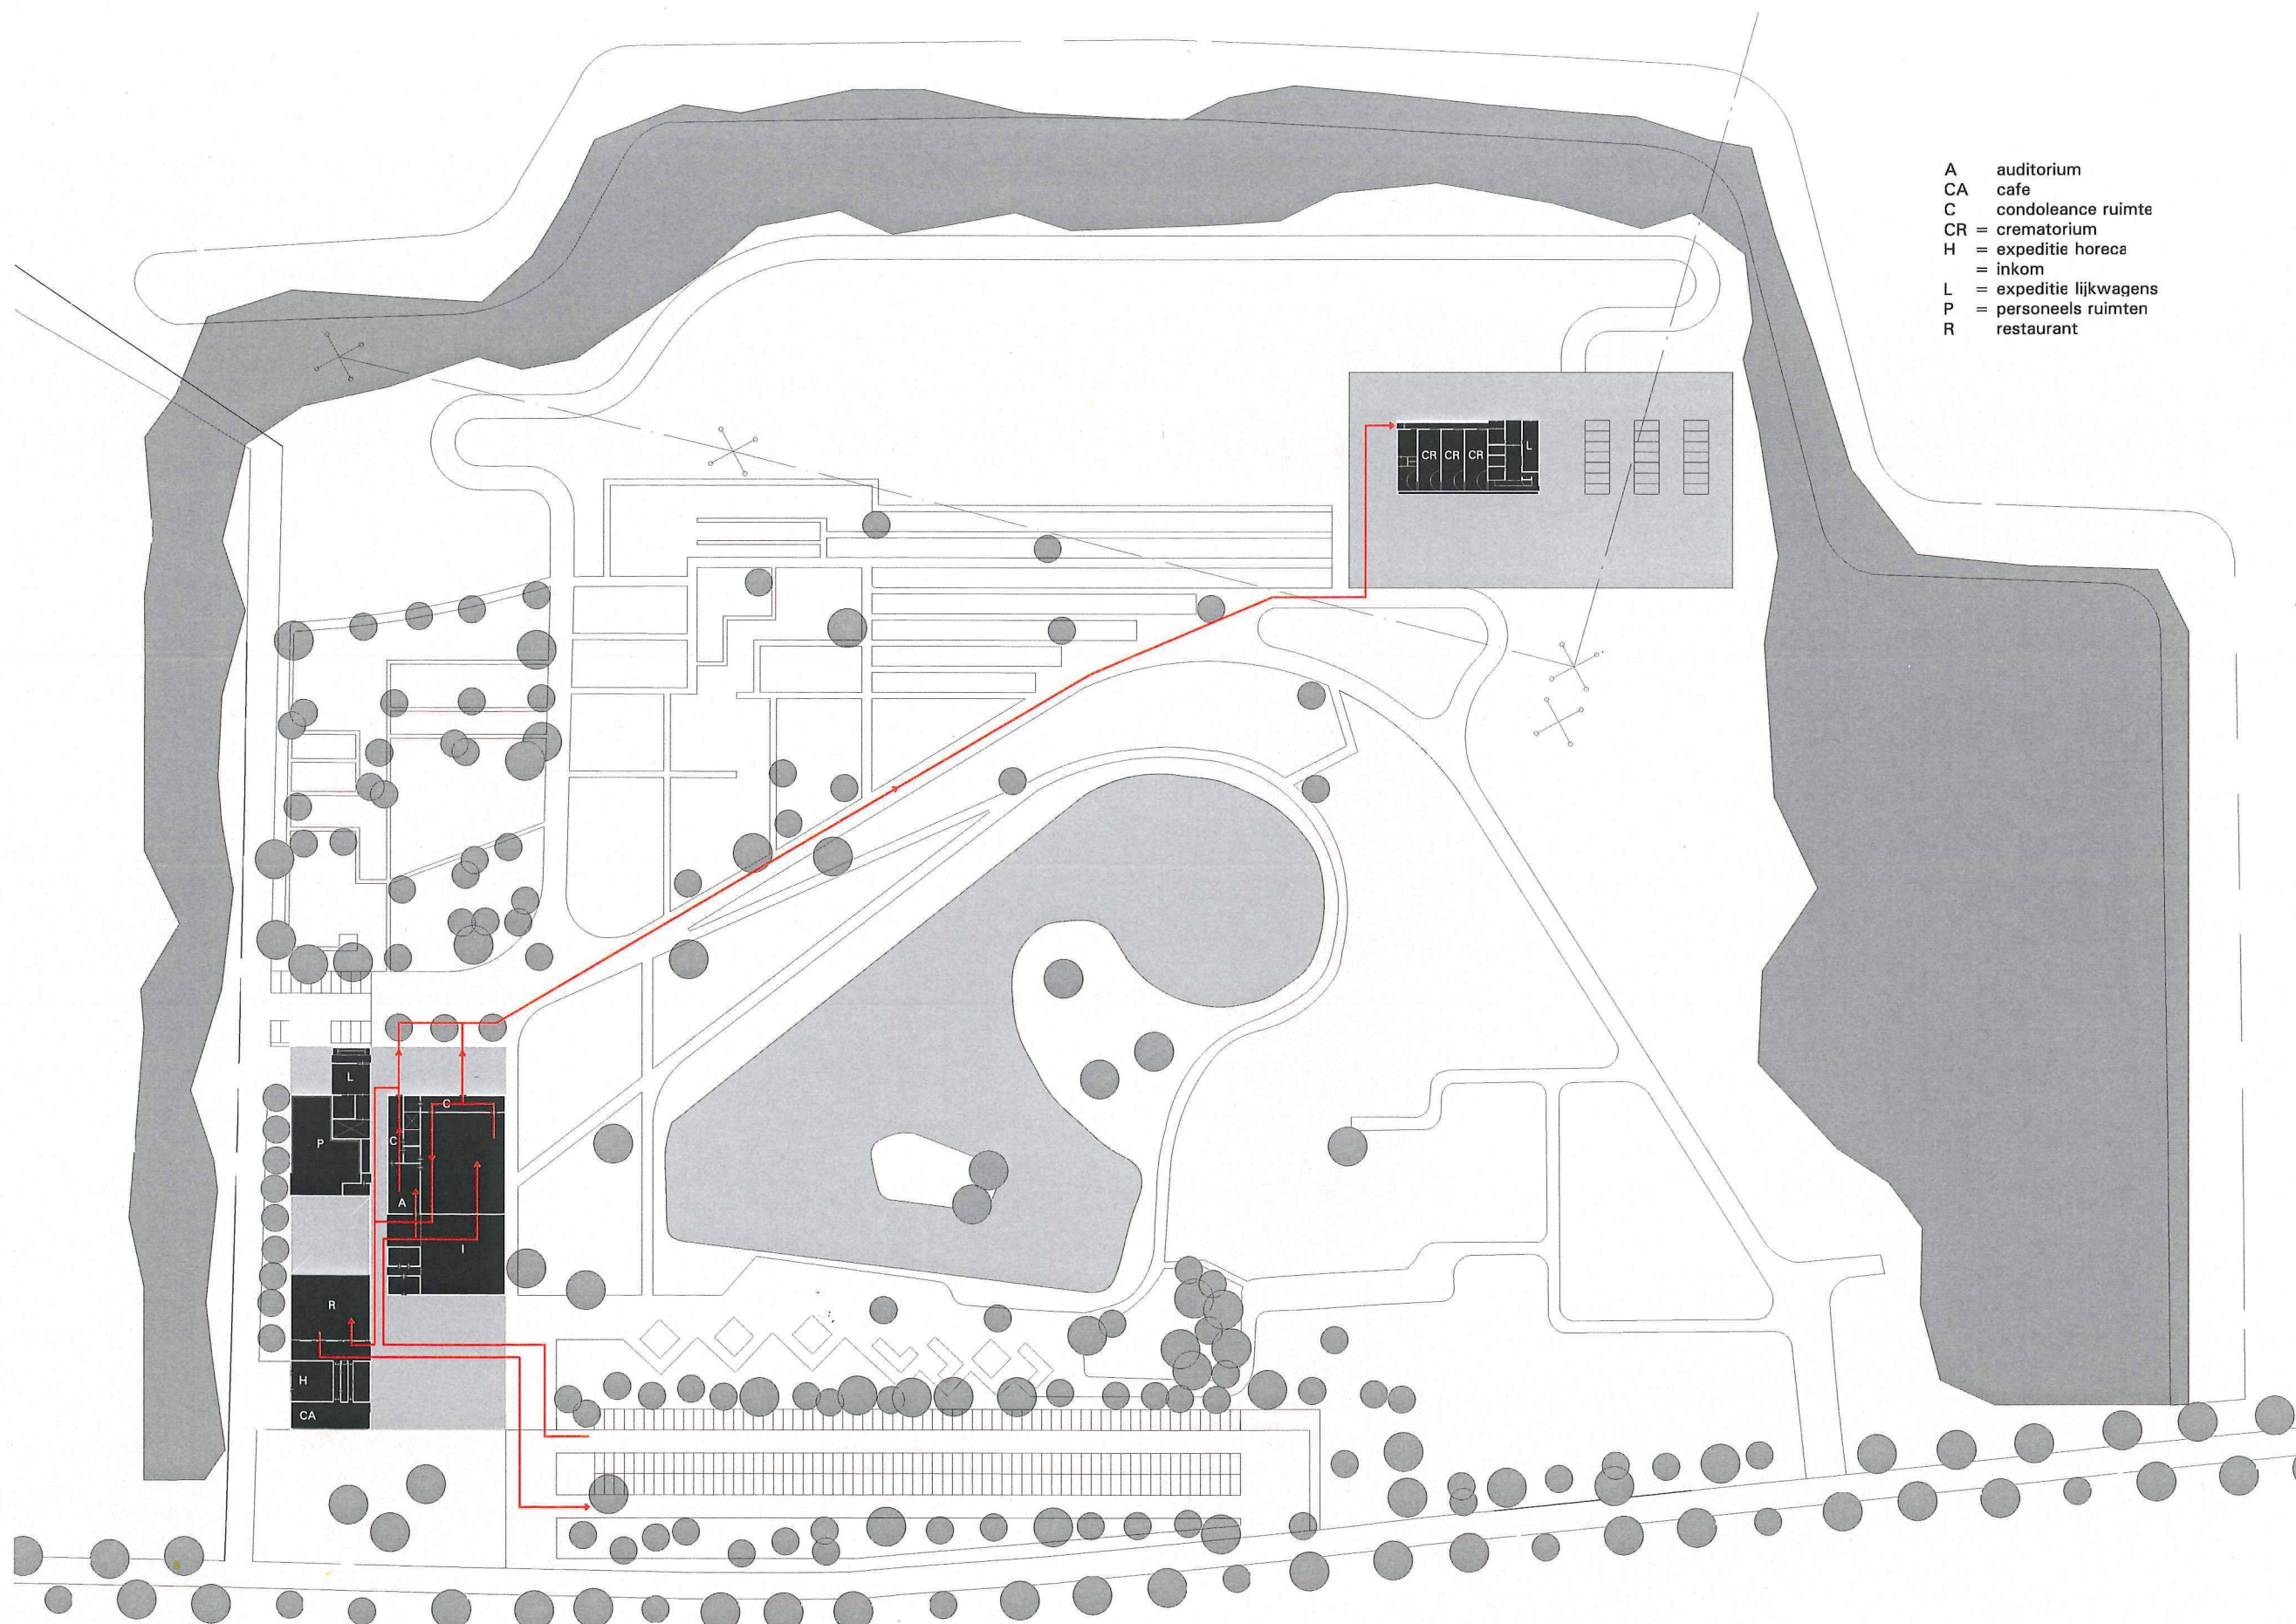 A auditorium
CA cafe
C condoleance ruimte
CR = crematorium
H = expeditie horeca
= inkom
L = expeditie lijkwagens
P = personeels ruimten
R restaurant
CR CR CR L
L
C
P C
A
I
R
H
CA